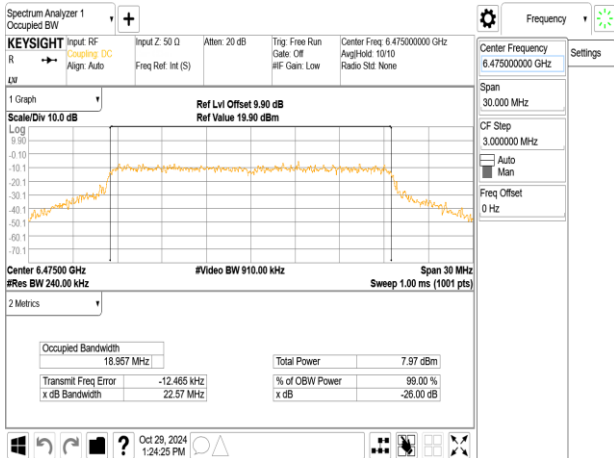 Spectrum Analyzer 1
Occupied BW
Frequency
KEYSIGHT
R
Input: RF
Coupling: DC
Align: Auto
Input Z: 50 Ω
Freq Ref: Int (S)
Atten: 20 dB
Trig: Free Run
Gate: Off
#IF Gain: Low
Center Freq: 6.475000000 GHz
Avg|Hold: 10/10
Radio Std: None
LXI
Center Frequency
6.475000000 GHz
Settings
Span
30.000 MHz
CF Step
3.000000 MHz
Auto
Man
Freq Offset
0 Hz
1 Graph
Scale/Div 10.0 dB
Ref Lvl Offset 9.90 dB
Ref Value 19.90 dBm
Log
9.90
-0.10
-10.1
-20.1
-30.1
-40.1
-50.1
-60.1
-70.1
Center 6.47500 GHz
#Video BW 910.00 kHz
Span 30 MHz
#Res BW 240.00 kHz
Sweep 1.00 ms (1001 pts)
2 Metrics
Occupied Bandwidth
18.957 MHz
Total Power
7.97 dBm
Transmit Freq Error
-12.465 kHz
% of OBW Power
99.00 %
x dB Bandwidth
22.57 MHz
x dB
-26.00 dB
?
Oct 29, 2024
1:24:25 PM